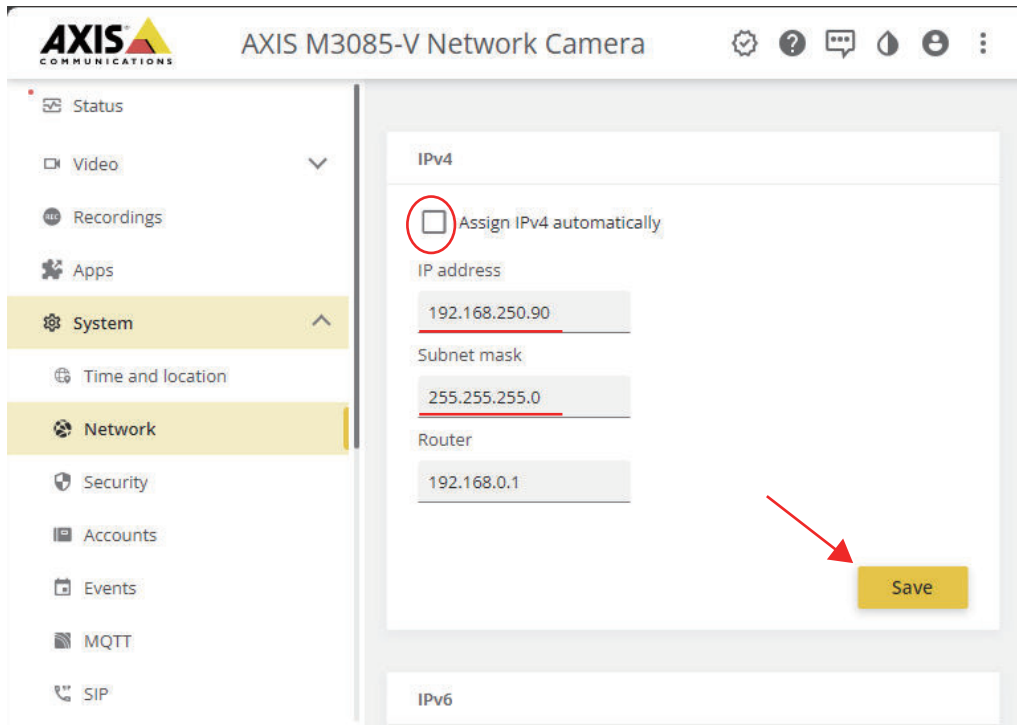 AXIS
COMMUNICATIONS
AXIS M3085-V Network Camera
Status
Video
Recordings
Apps
System
Time and location
Network
Security
Accounts
Events
MQTT
SIP
IPv4
Assign IPv4 automatically
IP address
192.168.250.90
Subnet mask
255.255.255.0
Router
192.168.0.1
Save
IPv6